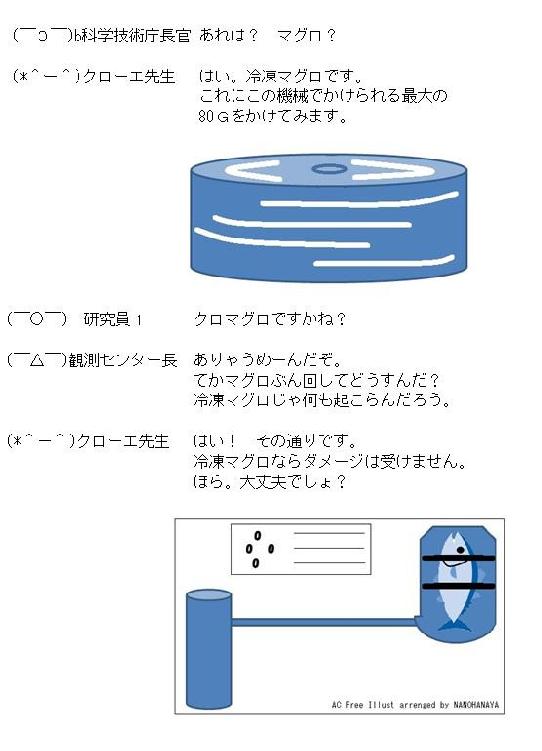 (￣コ￣)b科学技術庁長官 あれは？　マグロ？
(*＾ー＾)クローエ先生　はい。冷凍マグロです。
これにこの機械でかけられる最大の
80Ｇをかけてみます。
(￣○￣)　研究員１　クロマグロですかね？
(￣△￣)観測センター長　ありゃうめーんだぞ。
てかマグロぶん回してどうすんだ？
冷凍マグロじゃ何も起こらんだろう。
(*＾ー＾)クローエ先生　はい！　その通りです。
冷凍マグロならダメージは受けません。
ほら。大丈夫でしょ？
0
0 0
0
AC Free Illust arrenged by NANOHANAYA